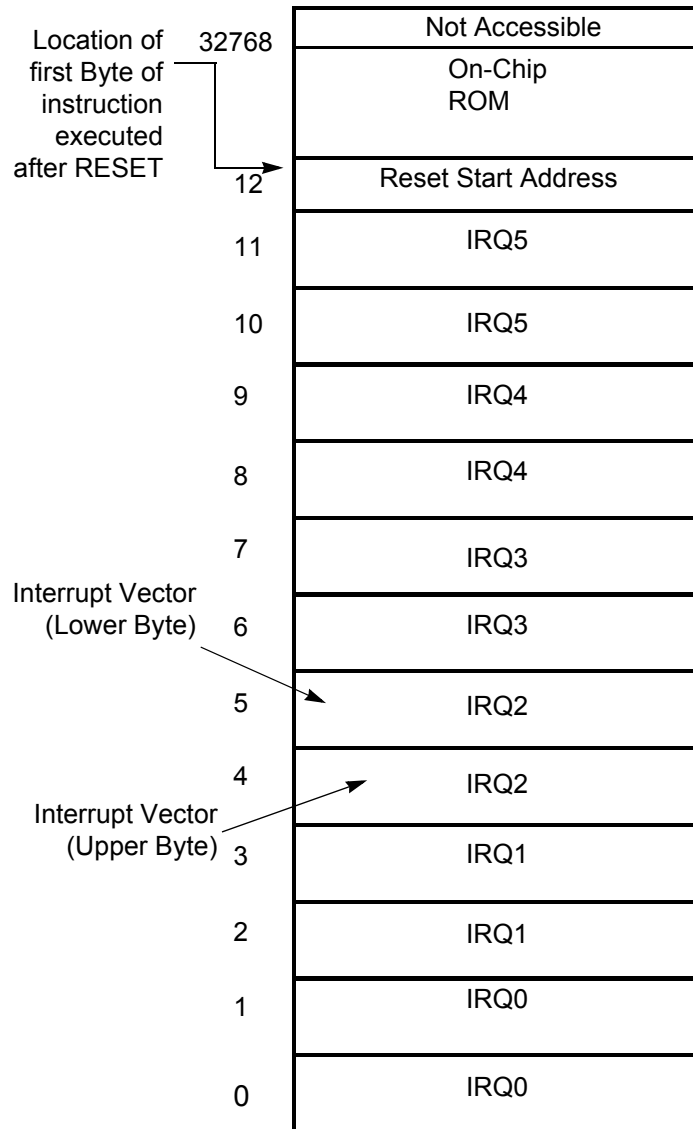 Location of
first Byte of
instruction
executed
after RESET
32768
Not Accessible
On-Chip
ROM
12
Reset Start Address
11
IRQ5
10
IRQ5
9
IRQ4
8
IRQ4
7
IRQ3
Interrupt Vector
(Lower Byte)
6
IRQ3
5
IRQ2
4
IRQ2
Interrupt Vector
(Upper Byte)
3
IRQ1
2
IRQ1
1
IRQ0
0
IRQ0